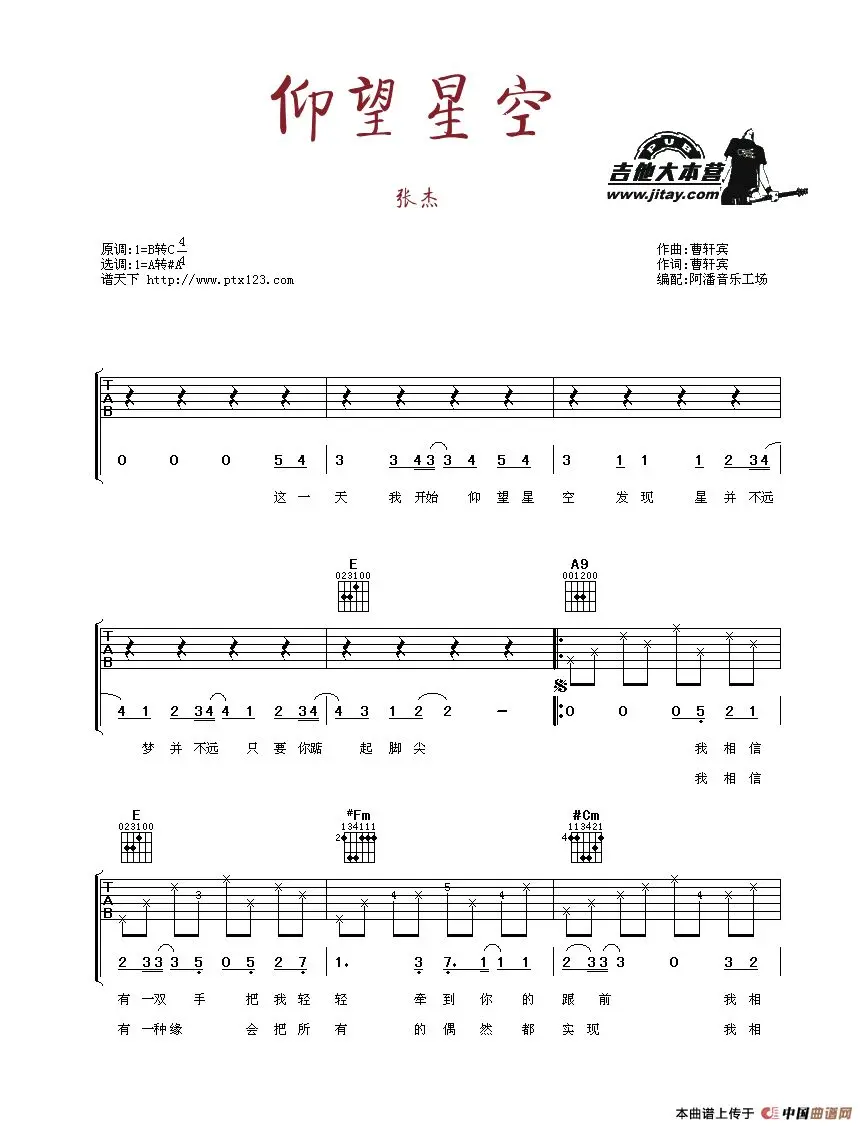 仰望星空
张杰
PUB
吉他大本营
www.jitay.com
原调:1=B转C 4/4
选调:1=A转#A
谱天下 http://www.ptx123.com
作曲:曹轩宾
作词:曹轩宾
编配:阿潘音乐工场
T A B
0 0 0 5 4 | 3 3 4 3 3 4 5 4 | 3 1 1 1 2 3 4 |
这 一 天 我 开始 仰 望 星 空 发 现 星 并 不远
E A9
023100 001200
T A B
4 1 2 3 4 4 1 2 3 4 | 4 3 1 2 2 - 0 0 0 5 2 1 |
梦 并 不远 只 要 你踮 起 脚 尖 我 相 信
我 相 信
E #Fm #Cm
023100 134111 113421
2 4
T A B
3 4 5 4 4
2 3 3 3 5 0 5 2 7 | 1. 3 7. 1 1 1 | 2 3 3 3 0 3 2 |
有 一双 手 把 我 轻 轻 牵 到 你 的 跟 前 我 相
有 一种 缘 会 把 所 有 的 偶 然 都 实 现 我 相
本曲谱上传于 中国曲谱网